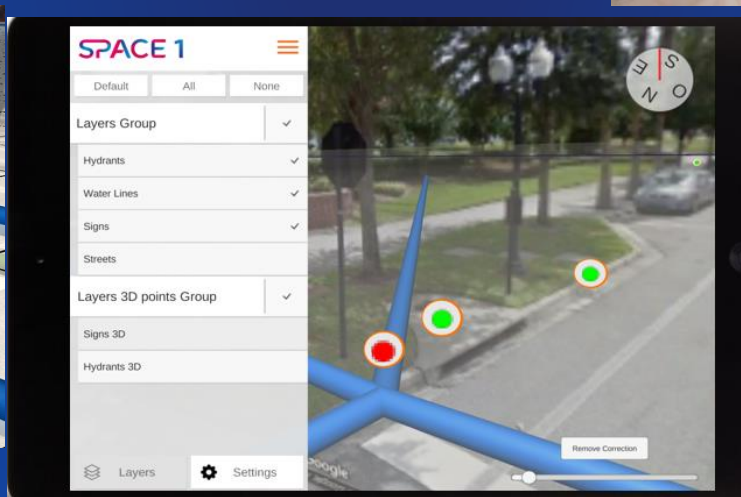 SPACE 1
Default All None
Layers Group
Hydrants
Water Lines
Signs
Streets
Layers 3D points Group
Signs 3D
Hydrants 3D
Layers Settings
E S
N O
Remove Correction